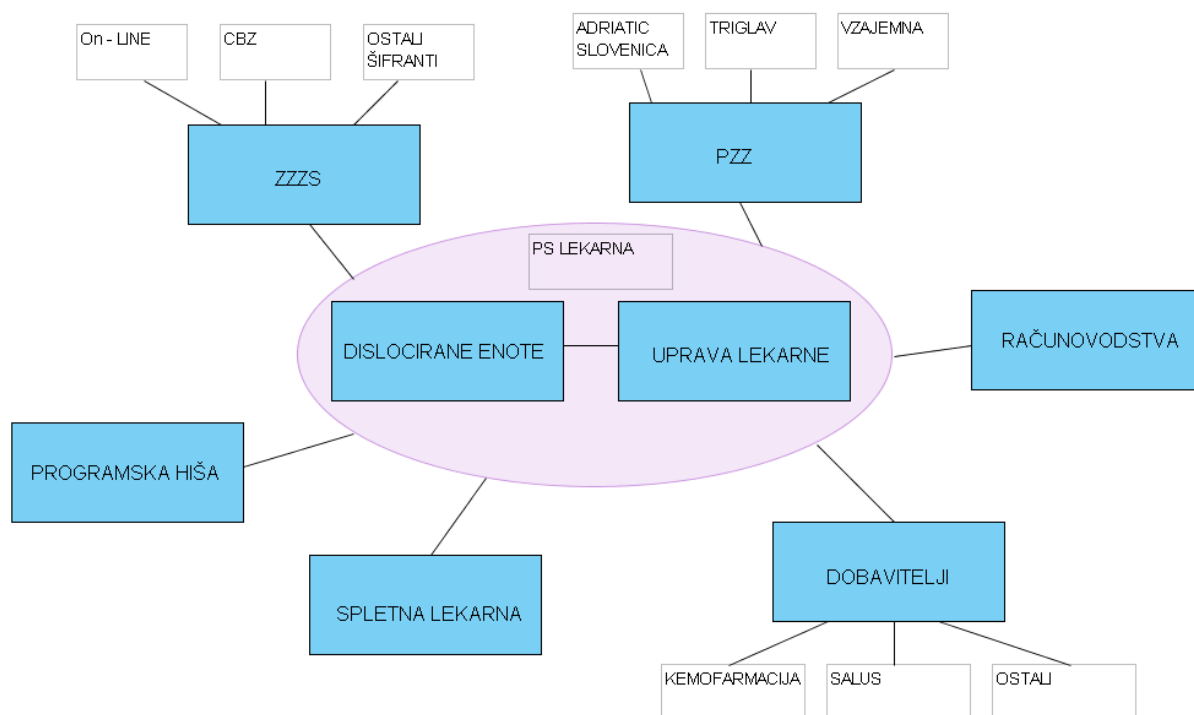 On - LINE
CBZ
OSTALI
ŠIFRANTI
ADRIATIC
SLOVENICA
TRIGLAV
VZAJEMNA
ZZZS
PZZ
PS LEKARNA
DISLOCIRANE ENOTE
UPRAVA LEKARNE
RAČUNOVODSTVA
PROGRAMSKA HIŠA
SPLETNA LEKARNA
DOBAVITELJI
KEMOFARMACIJA
SALUS
OSTALI